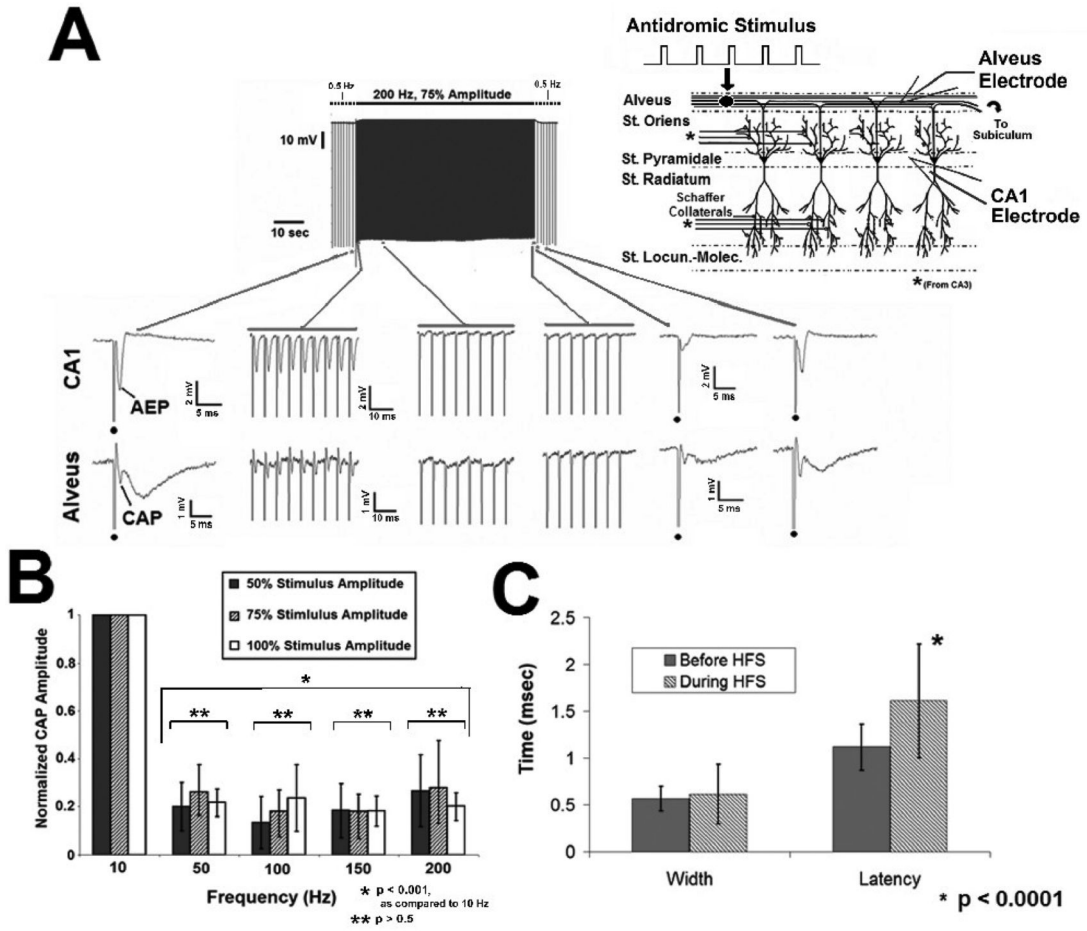 A
Antidromic Stimulus
Alveus
Electrode
0.5 Hz
200 Hz, 75% Amplitude
0.5 Hz
10 mV
10 sec
Alveus
St. Oriens
*
St. Pyramidale
St. Radiatum
Schaffer
Collaterals
*
St. Locun.-Molec.
To
Subiculum
CA1
Electrode
*(From CA3)
CA1
AEP
2 mV
5 ms
2 mV
10 ms
2 mV
5 ms
Alveus
CAP
1 mV
5 ms
1 mV
10 ms
1 mV
5 ms
B
50% Stimulus Amplitude
75% Stimlulus Amplitude
100% Stimulus Amplitude
Normalized CAP Amplitude
1
0.8
0.6
0.4
0.2
0
*
** ** ** **
10 50 100 150 200
Frequency (Hz)
* p < 0.001,
as compared to 10 Hz
** p > 0.5
C
Before HFS
During HFS
Time (msec)
2.5
2
1.5
1
0.5
0
*
Width Latency
* p < 0.0001